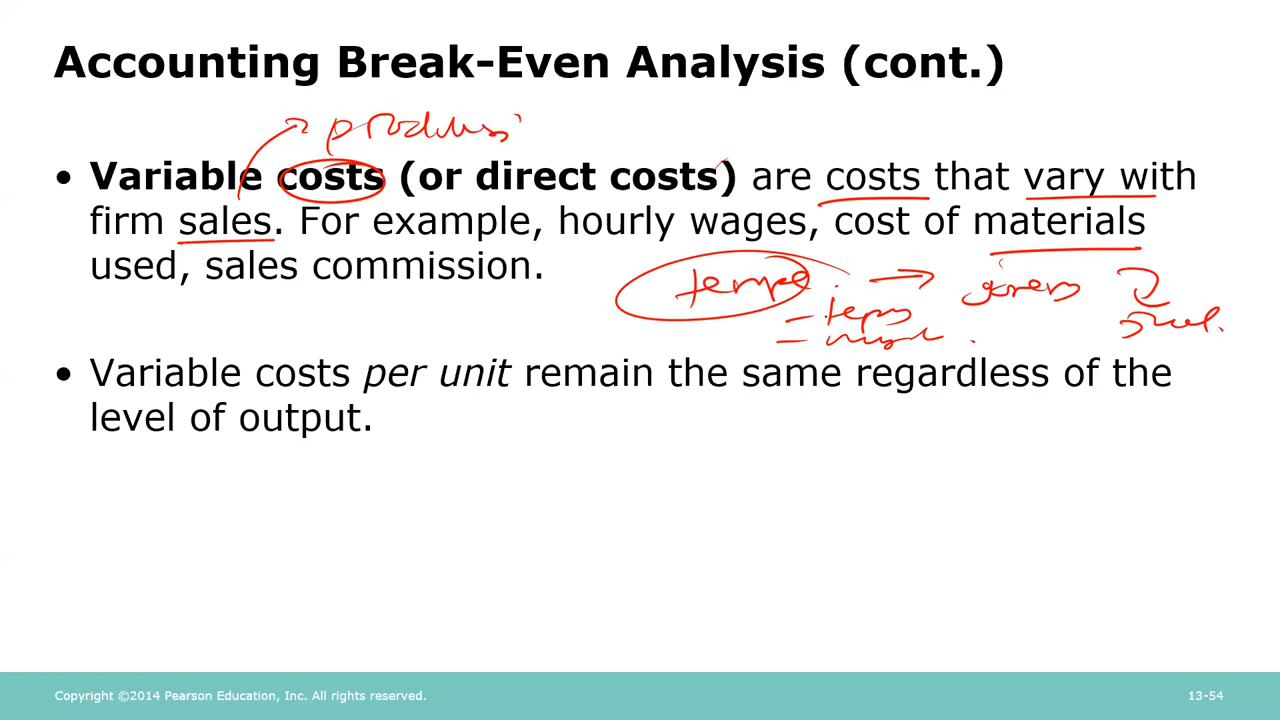 Accounting Break-Even Analysis (cont.)
produksi
• Variable costs (or direct costs) are costs that vary with
firm sales. For example, hourly wages, cost of materials
used, sales commission.
tempe
• Variable costs per unit remain the same regardless of the
level of output.
Copyright ©2014 Pearson Education, Inc. All rights reserved.
13-54